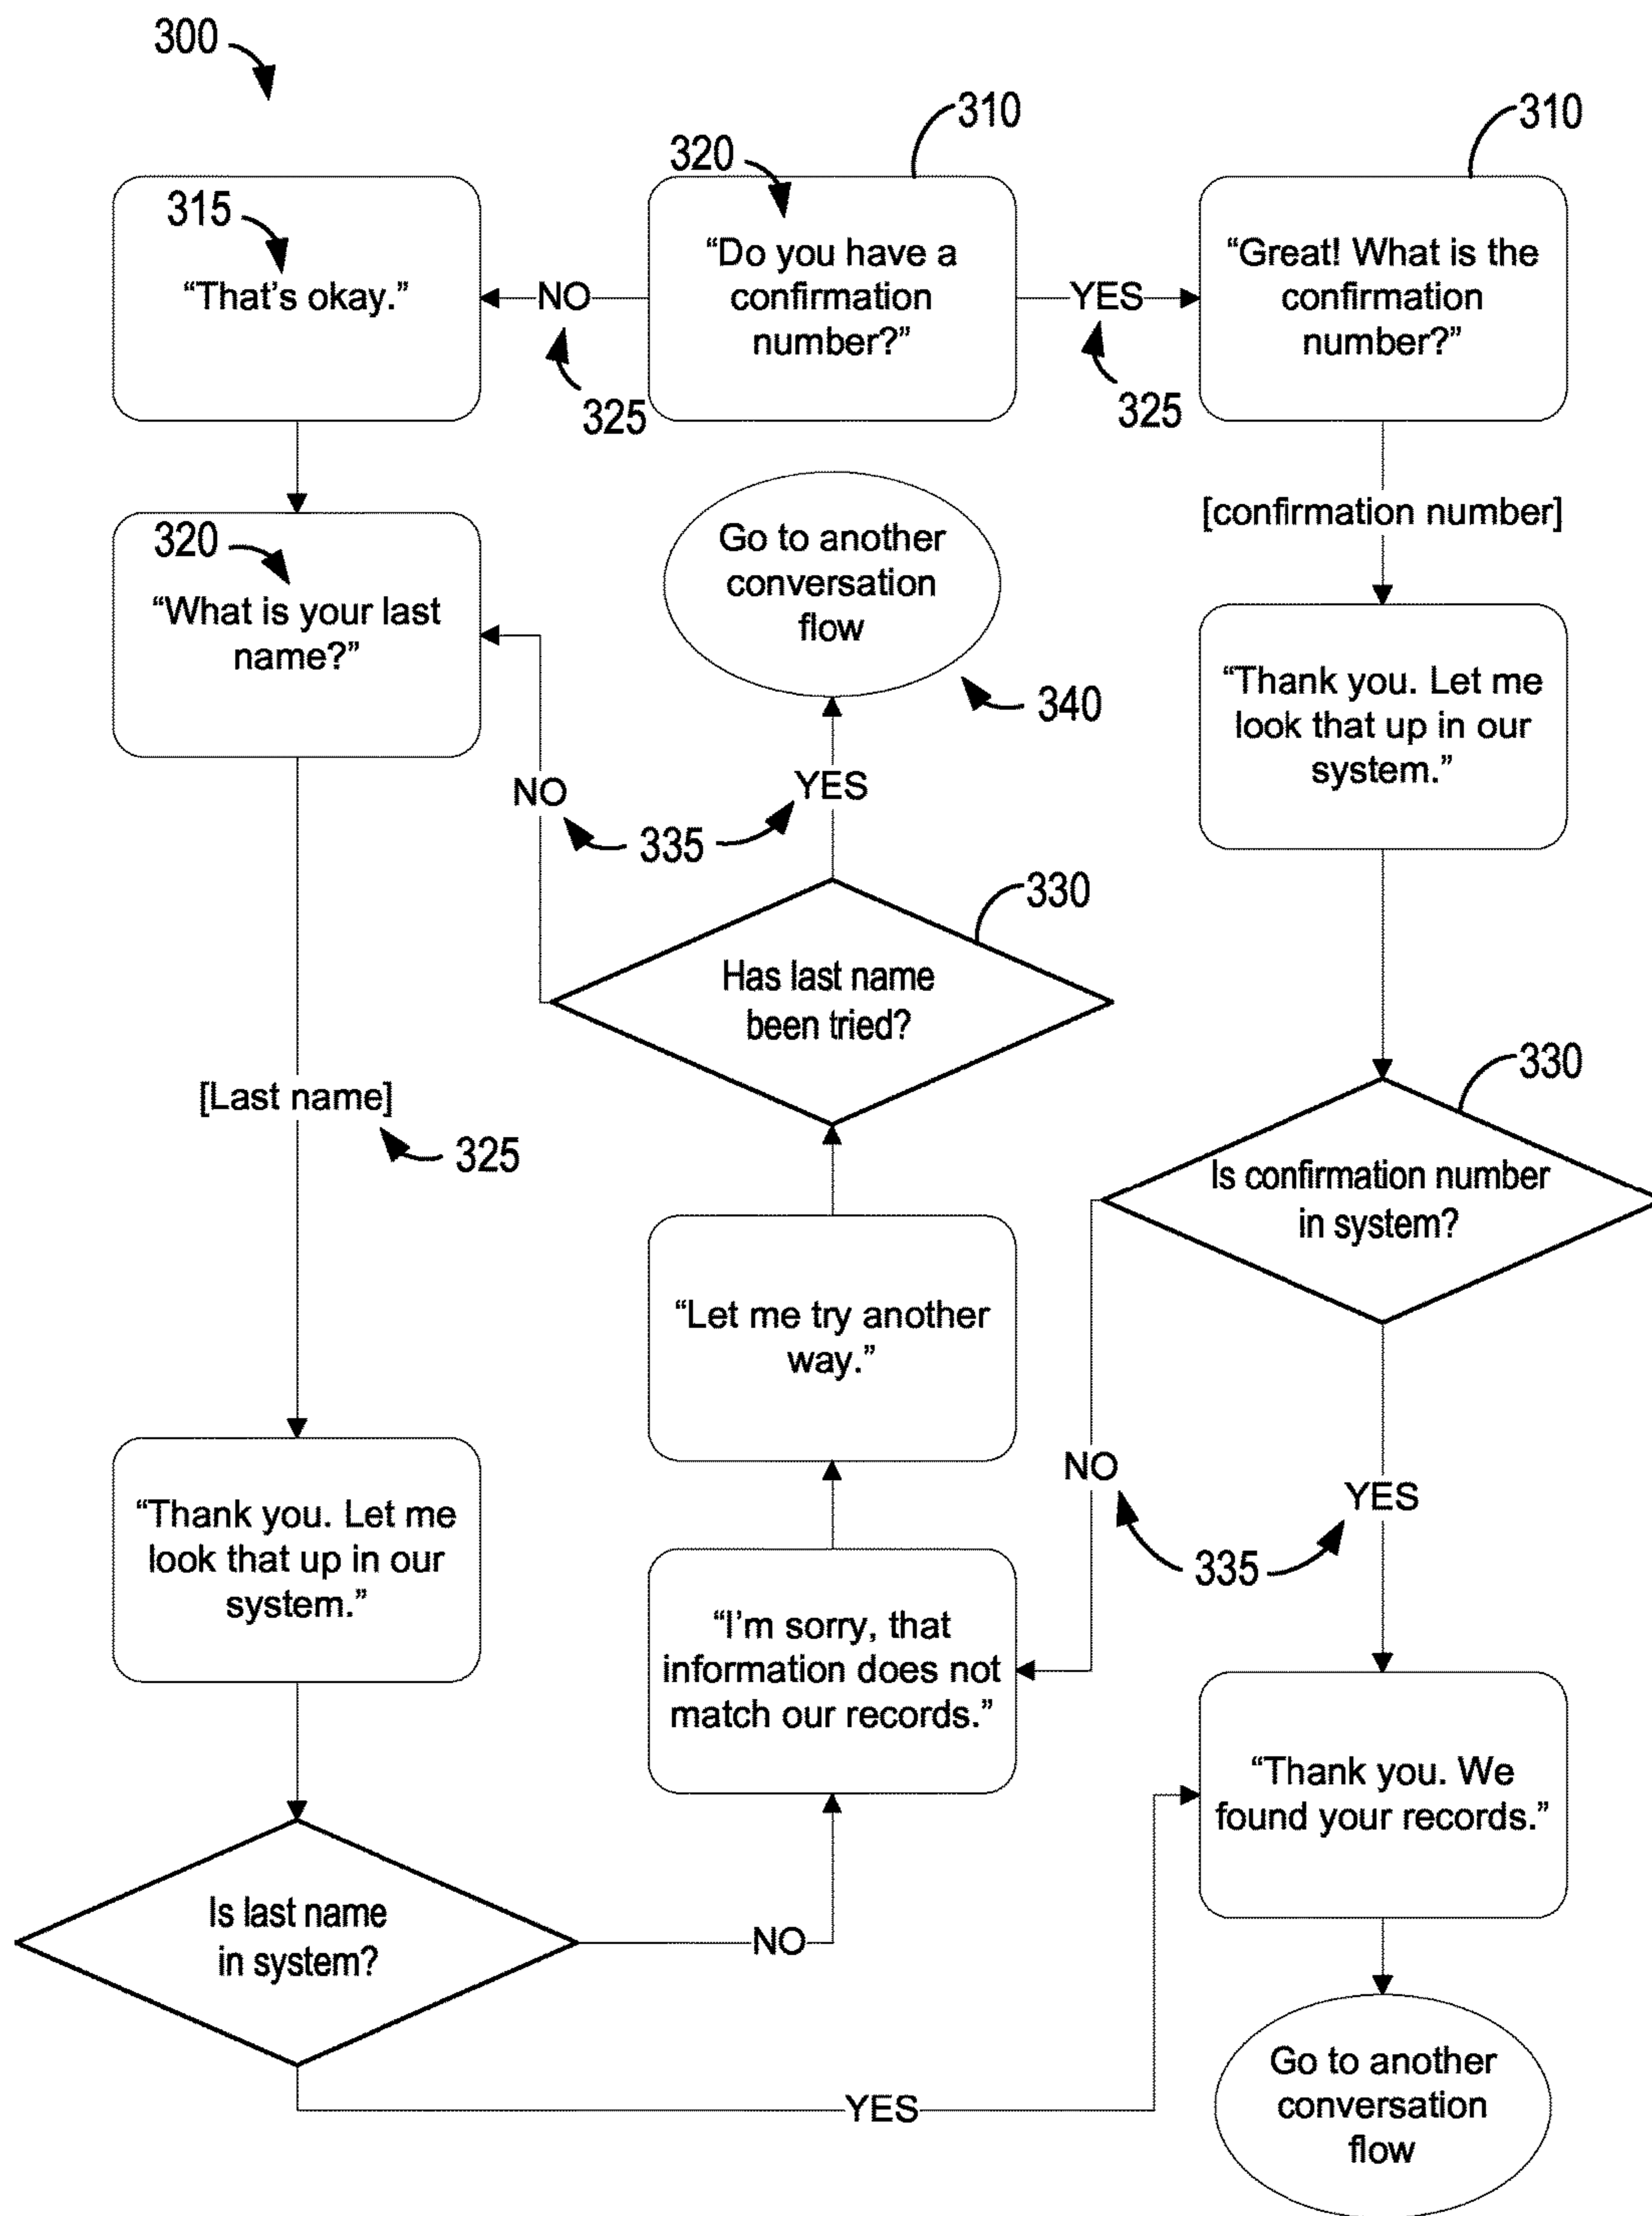 300
310
310
320
315
"Do you have a
confirmation
number?"
"Great! What is the
confirmation
number?"
"That's okay."
NO
YES
325
325
[confirmation number]
320
"What is your last
name?"
Go to another
conversation
flow
340
"Thank you. Let me
look that up in our
system."
NO
YES
335
330
Has last name
been tried?
330
[Last name]
325
Is confirmation number
in system?
"Let me try another
way."
NO
YES
335
"Thank you. Let me
look that up in our
system."
"I'm sorry, that
information does not
match our records."
"Thank you. We
found your records."
Is last name
in system?
NO
YES
Go to another
conversation
flow